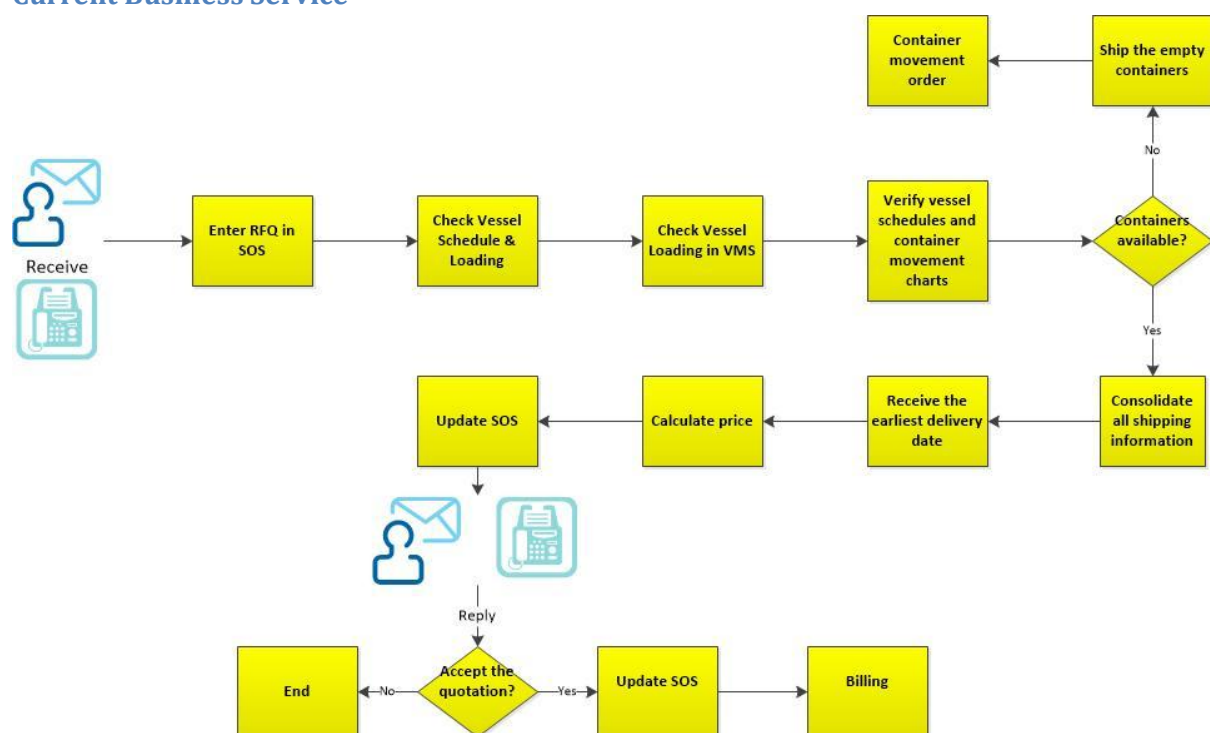 Current Business Service
Container
movement
order
Ship the empty
containers
No
Receive
Enter RFQ in
SOS
Check Vessel
Schedule &
Loading
Check Vessel
Loading in VMS
Verify vessel
schedules and
container
movement
charts
Containers
available?
Yes
Update SOS
Calculate price
Receive the
earliest delivery
date
Consolidate
all shipping
information
Reply
End
No
Accept the
quotation?
Yes
Update SOS
Billing